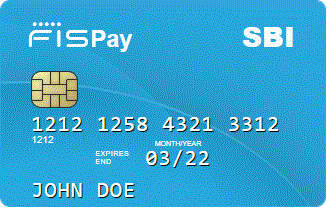 FISPay SBI
1212 1258 4321 3312
1212
MONTH/YEAR
EXPIRES END 03/22
JOHN DOE